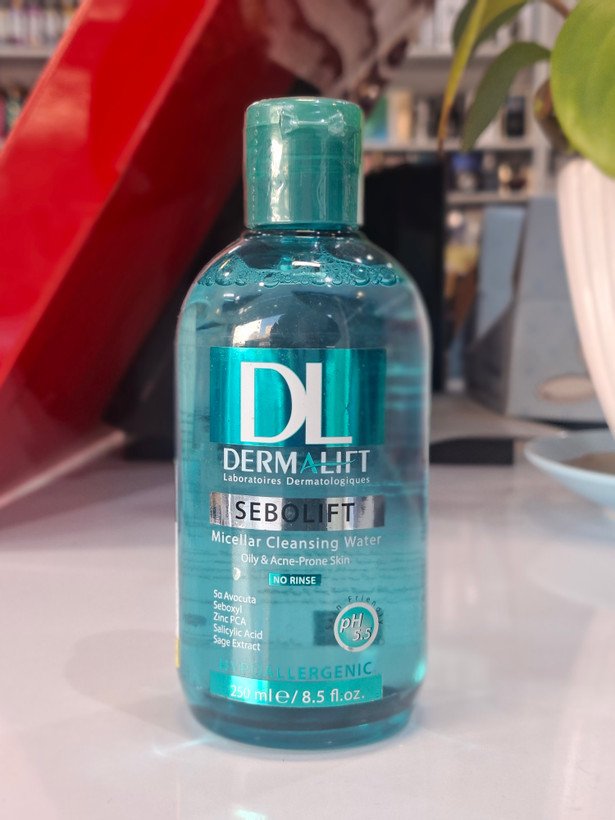 DL
DERMALIFT
Laboratoires Dermatologiques
SEBOLIFT
Micellar Cleansing Water
Oily & Acne-Prone Skin
NO RINSE
5α Avocuta
Seboxyl
Zinc PCA
Salicylic Acid
Sage Extract
pH
5.5
HYPOALLERGENIC
250 ml e / 8.5 fl.oz.